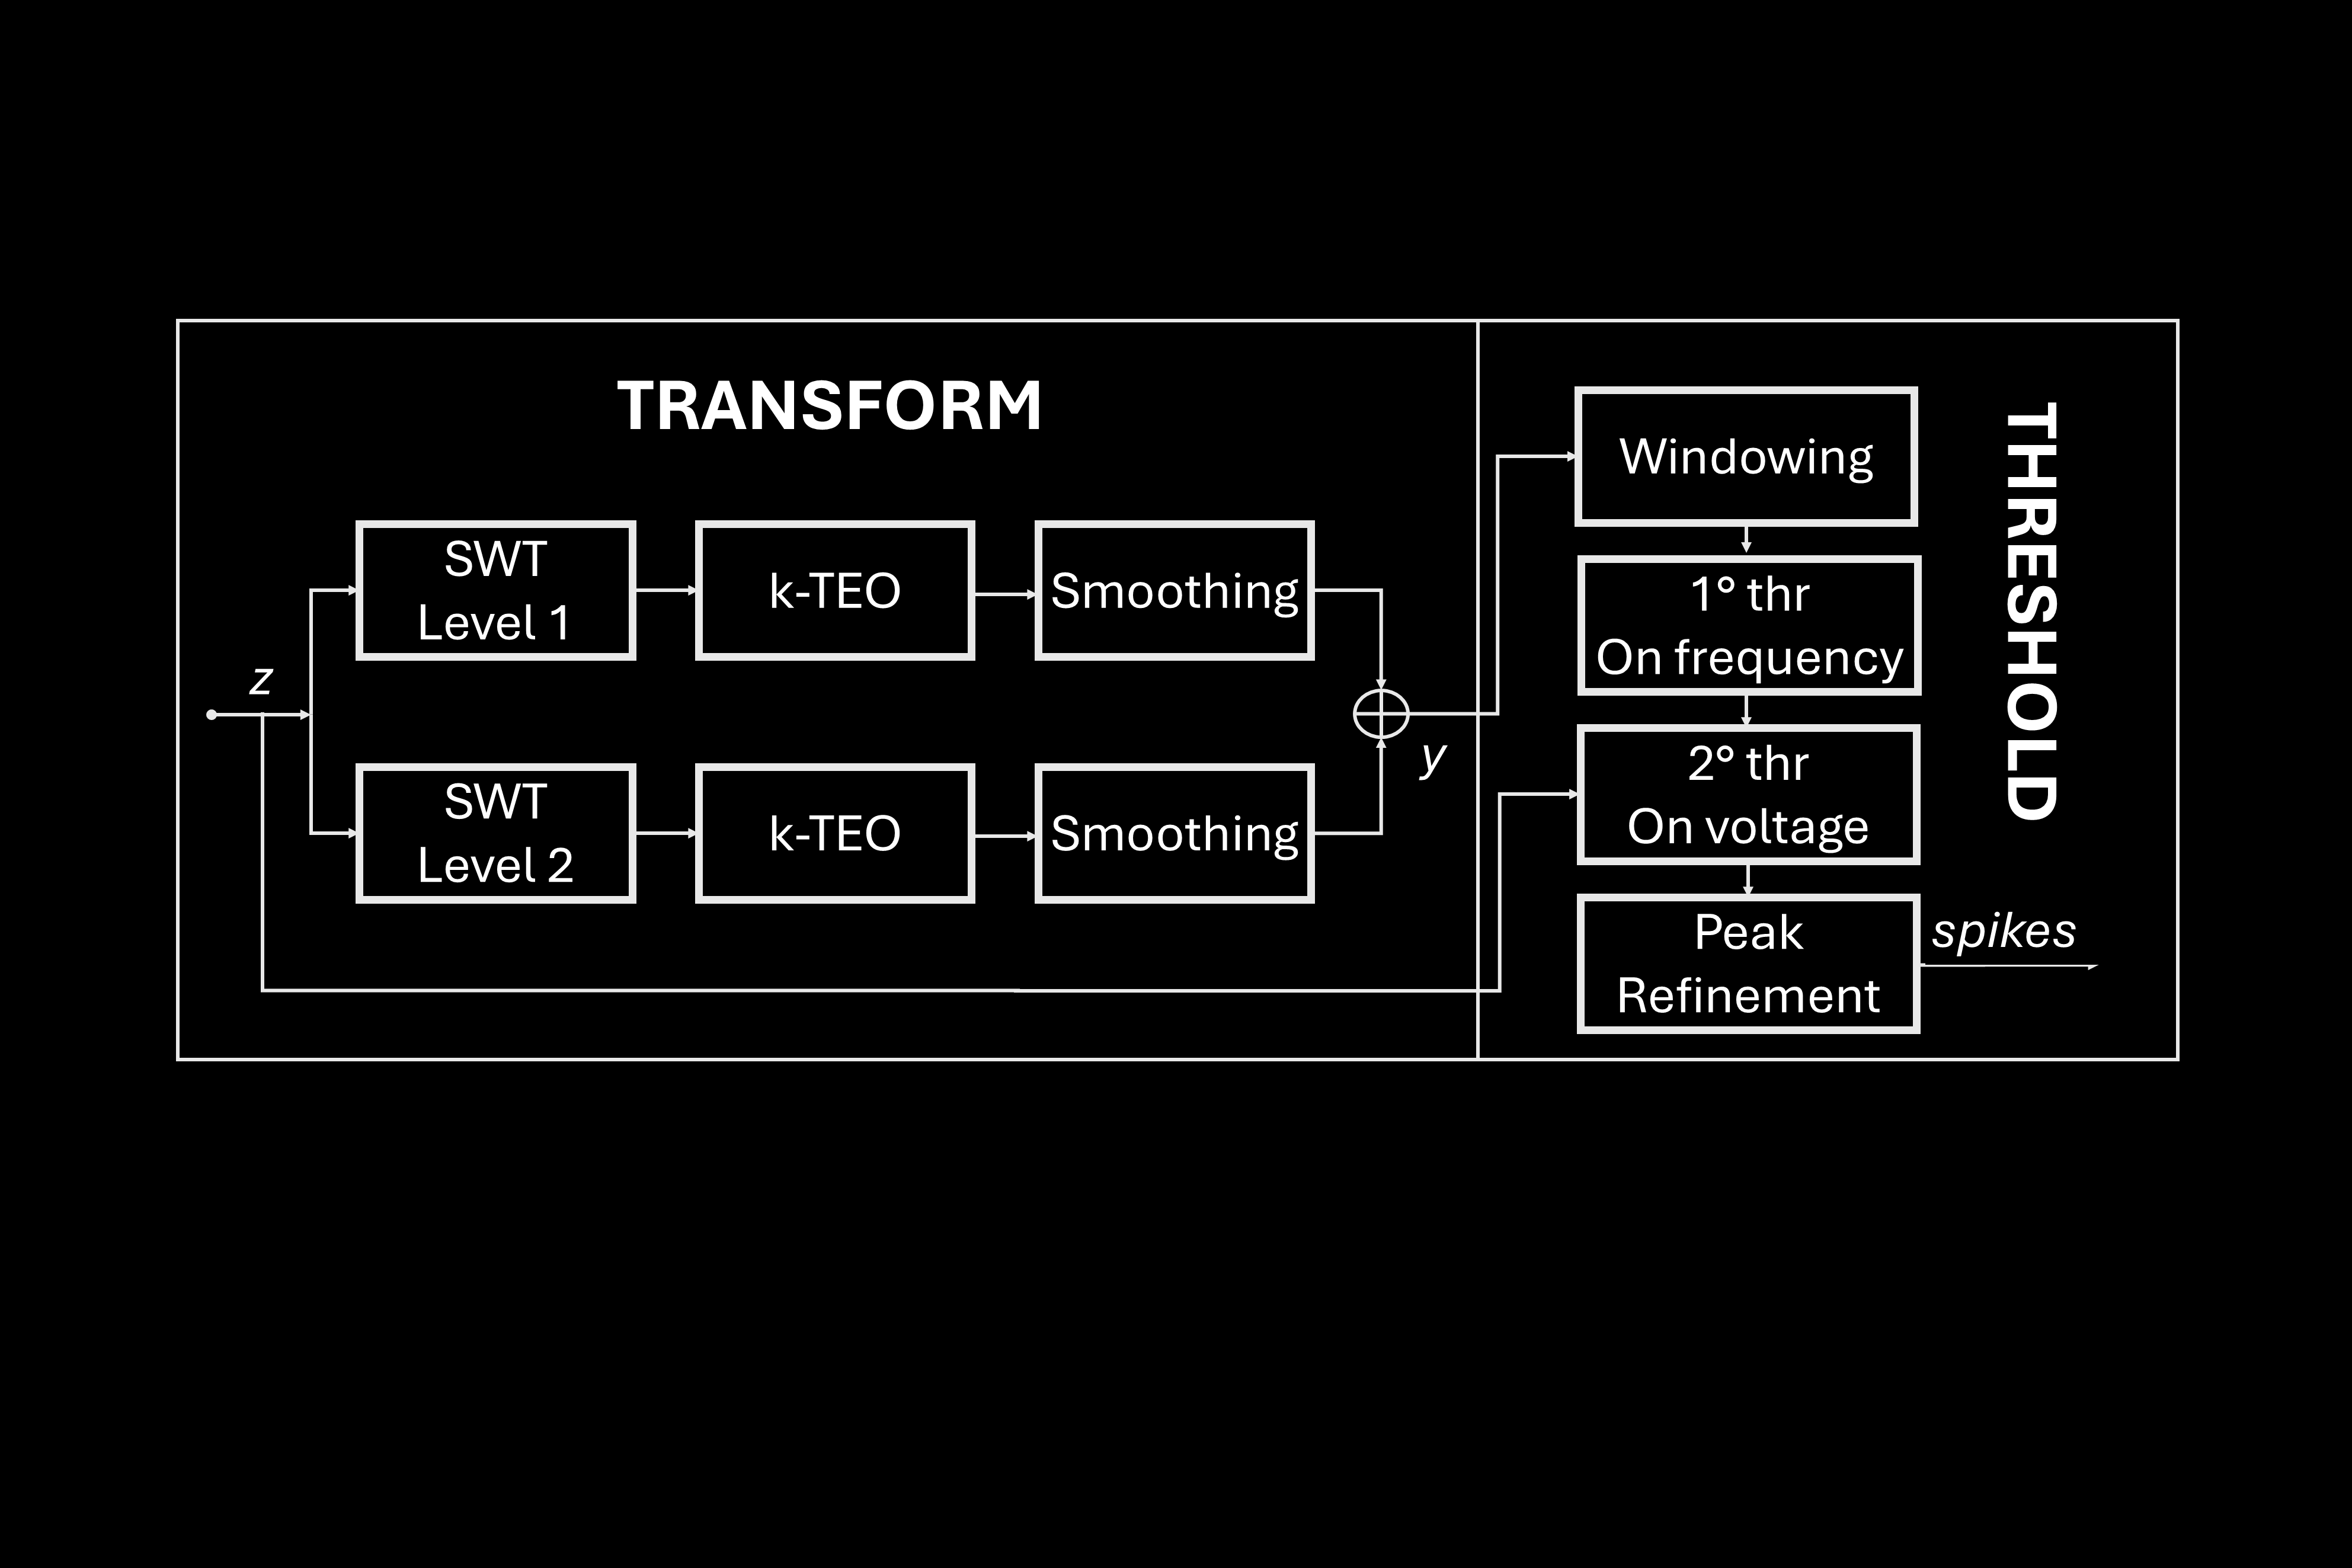 TRANSFORM
SWT
Level 1
k-TEO
Smoothing
z
SWT
Level 2
k-TEO
Smoothing
y
THRESHOLD
Windowing
1° thr
On frequency
2° thr
On voltage
Peak
Refinement
spikes